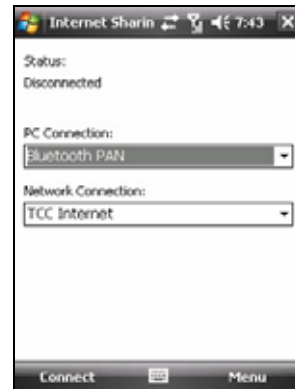 Internet Sharin 7:43
Status:
Disconnected
PC Connection:
Bluetooth PAN
Network Connection:
TCC Internet
Connect Menu